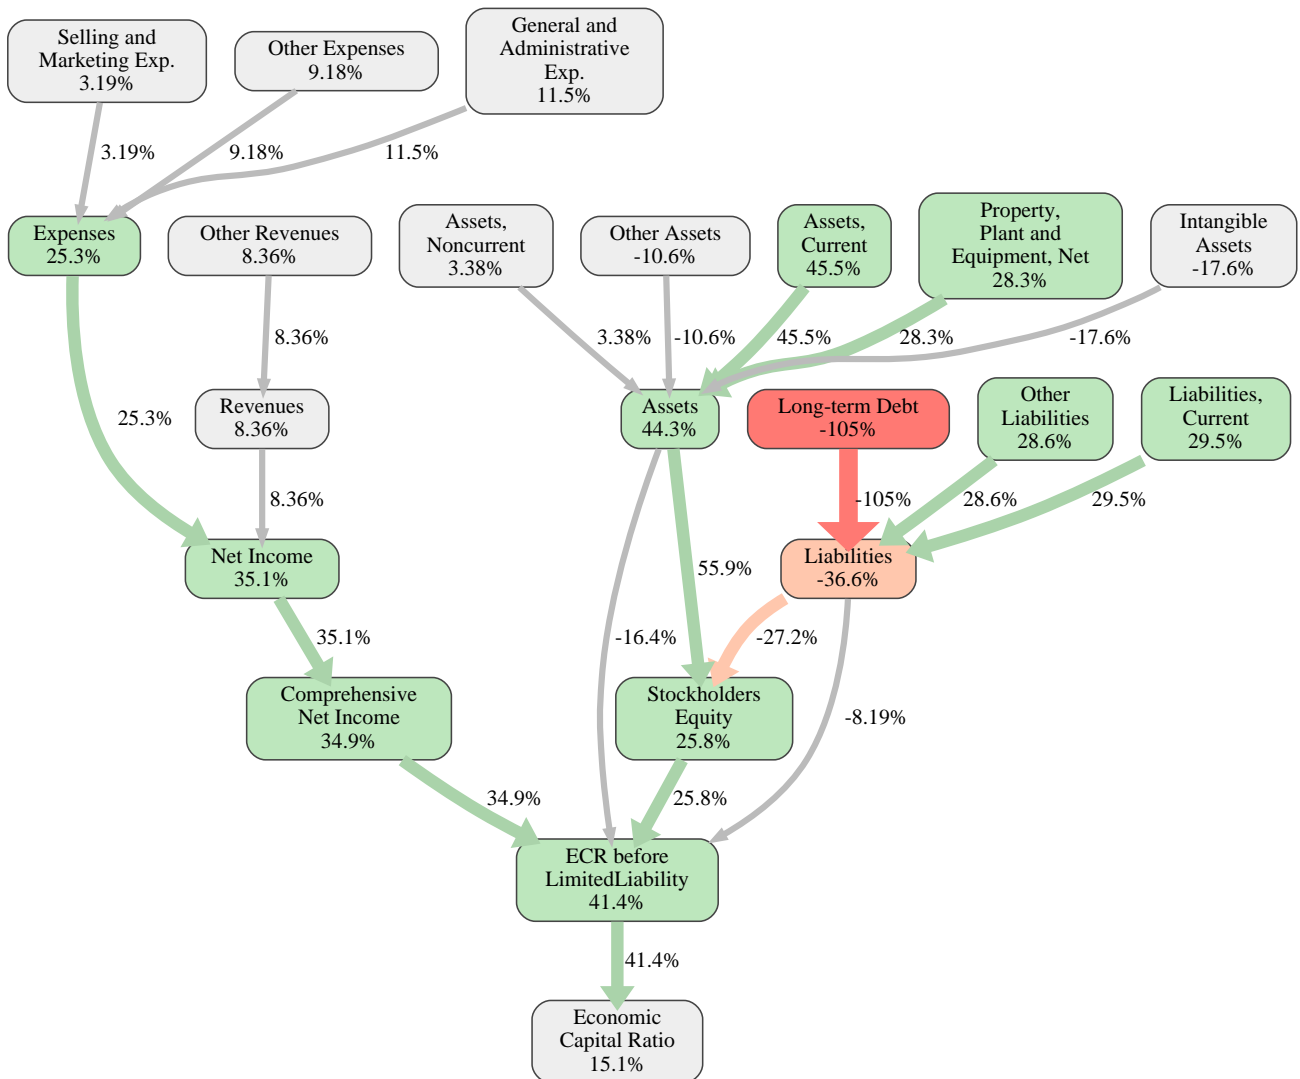 Selling and
Marketing Exp.
3.19%
Other Expenses
9.18%
General and
Administrative
Exp.
11.5%
3.19%
9.18%
11.5%
Expenses
25.3%
Other Revenues
8.36%
Assets,
Noncurrent
3.38%
Other Assets
-10.6%
Assets,
Current
45.5%
Property,
Plant and
Equipment, Net
28.3%
Intangible
Assets
-17.6%
8.36%
3.38%
-10.6%
45.5%
28.3%
-17.6%
25.3%
Revenues
8.36%
Assets
44.3%
Long-term Debt
-105%
Other
Liabilities
28.6%
Liabilities,
Current
29.5%
8.36%
-105%
28.6%
29.5%
Net Income
35.1%
55.9%
Liabilities
-36.6%
35.1%
-16.4%
-27.2%
Comprehensive
Net Income
34.9%
Stockholders
Equity
25.8%
-8.19%
34.9%
25.8%
ECR before
LimitedLiability
41.4%
41.4%
Economic
Capital Ratio
15.1%